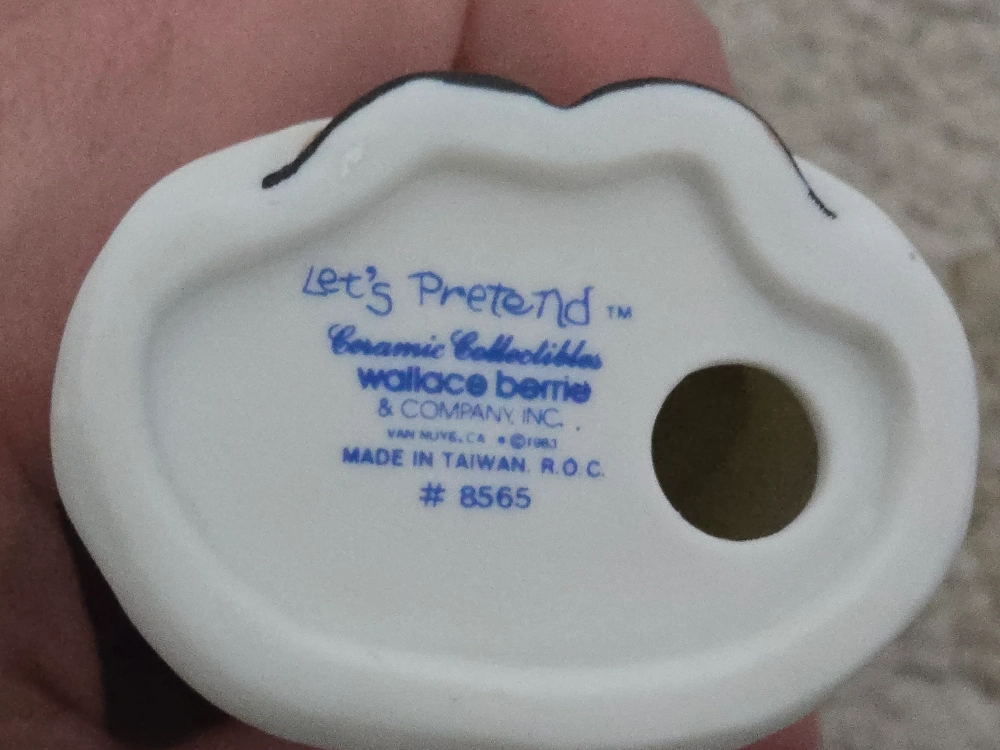 Let's Pretend ™
Ceramic Collectibles
wallace berrie
& COMPANY, INC.
VAN NUYS, CA • © 1983
MADE IN TAIWAN. R.O.C.
# 8565